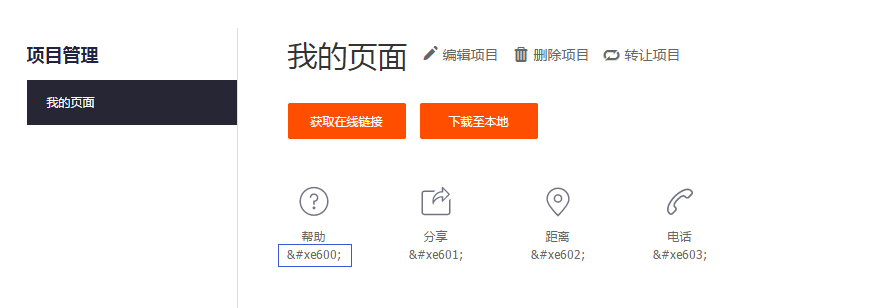 项目管理
我的页面
我的页面 编辑项目 删除项目 转让项目
获取在线链接 下载至本地
帮助 分享 距离 电话
&#xe600; &#xe601; &#xe602; &#xe603;